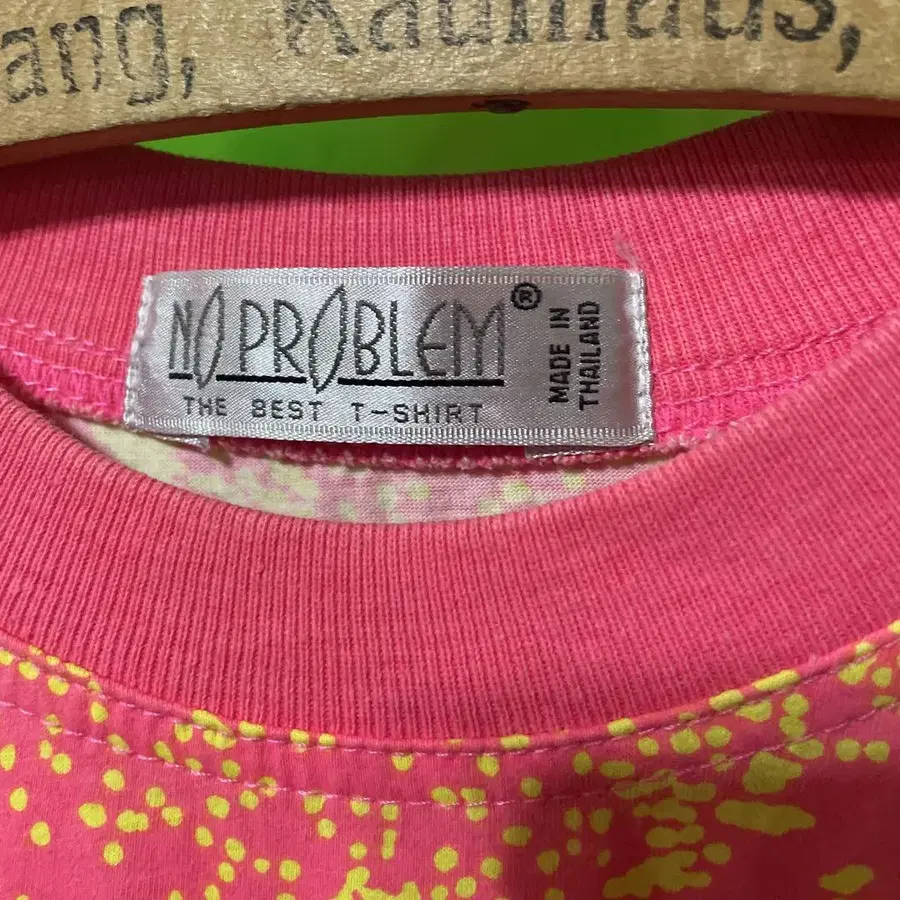 ang, Kaufhaus,
NO PROBLEM®
THE BEST T-SHIRT
MADE IN
THAILAND